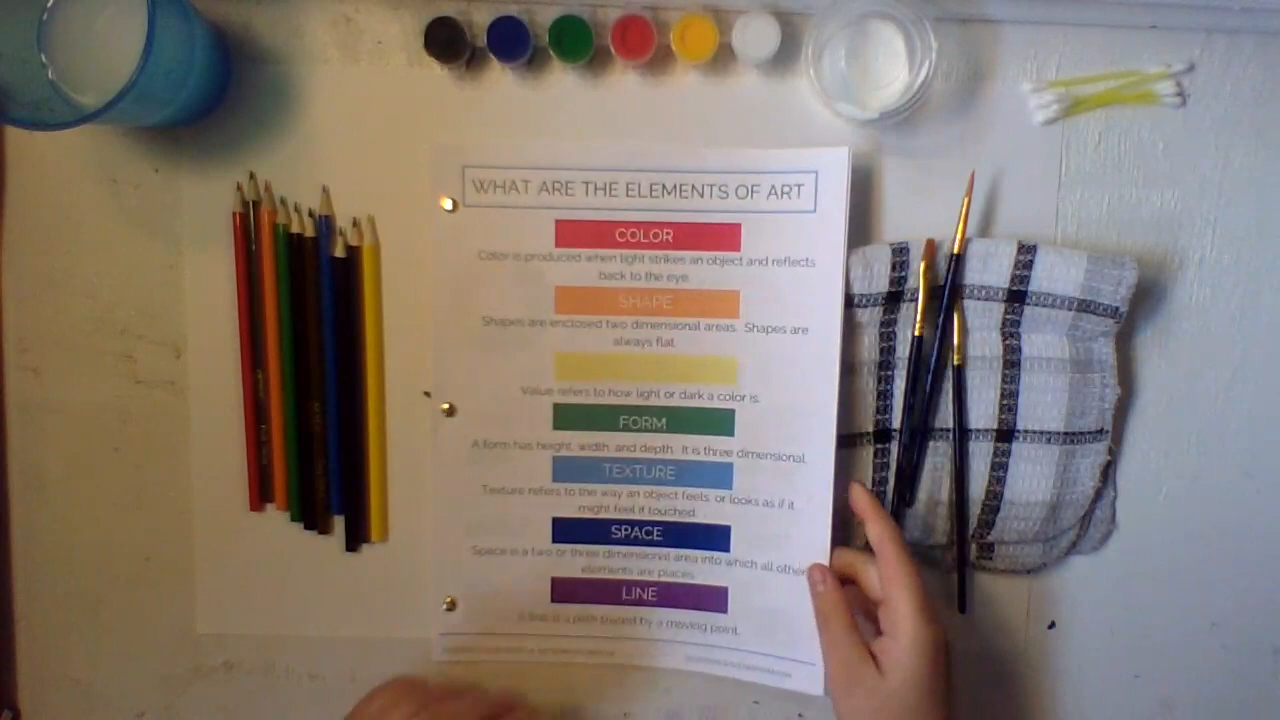 WHAT ARE THE ELEMENTS OF ART
COLOR
Color is produced when light strikes an object and reflects
back to the eye.
SHAPE
Shapes are enclosed two dimensional areas. Shapes are
always flat.
Value refers to how light or dark a color is.
FORM
A form has height, width, and depth. It is three dimensional.
TEXTURE
Texture refers to the way an object feels, or looks as if it
might feel if touched.
SPACE
Space is a two or three dimensional area into which all other
elements are places.
LINE
A line is a path traced by a moving point.